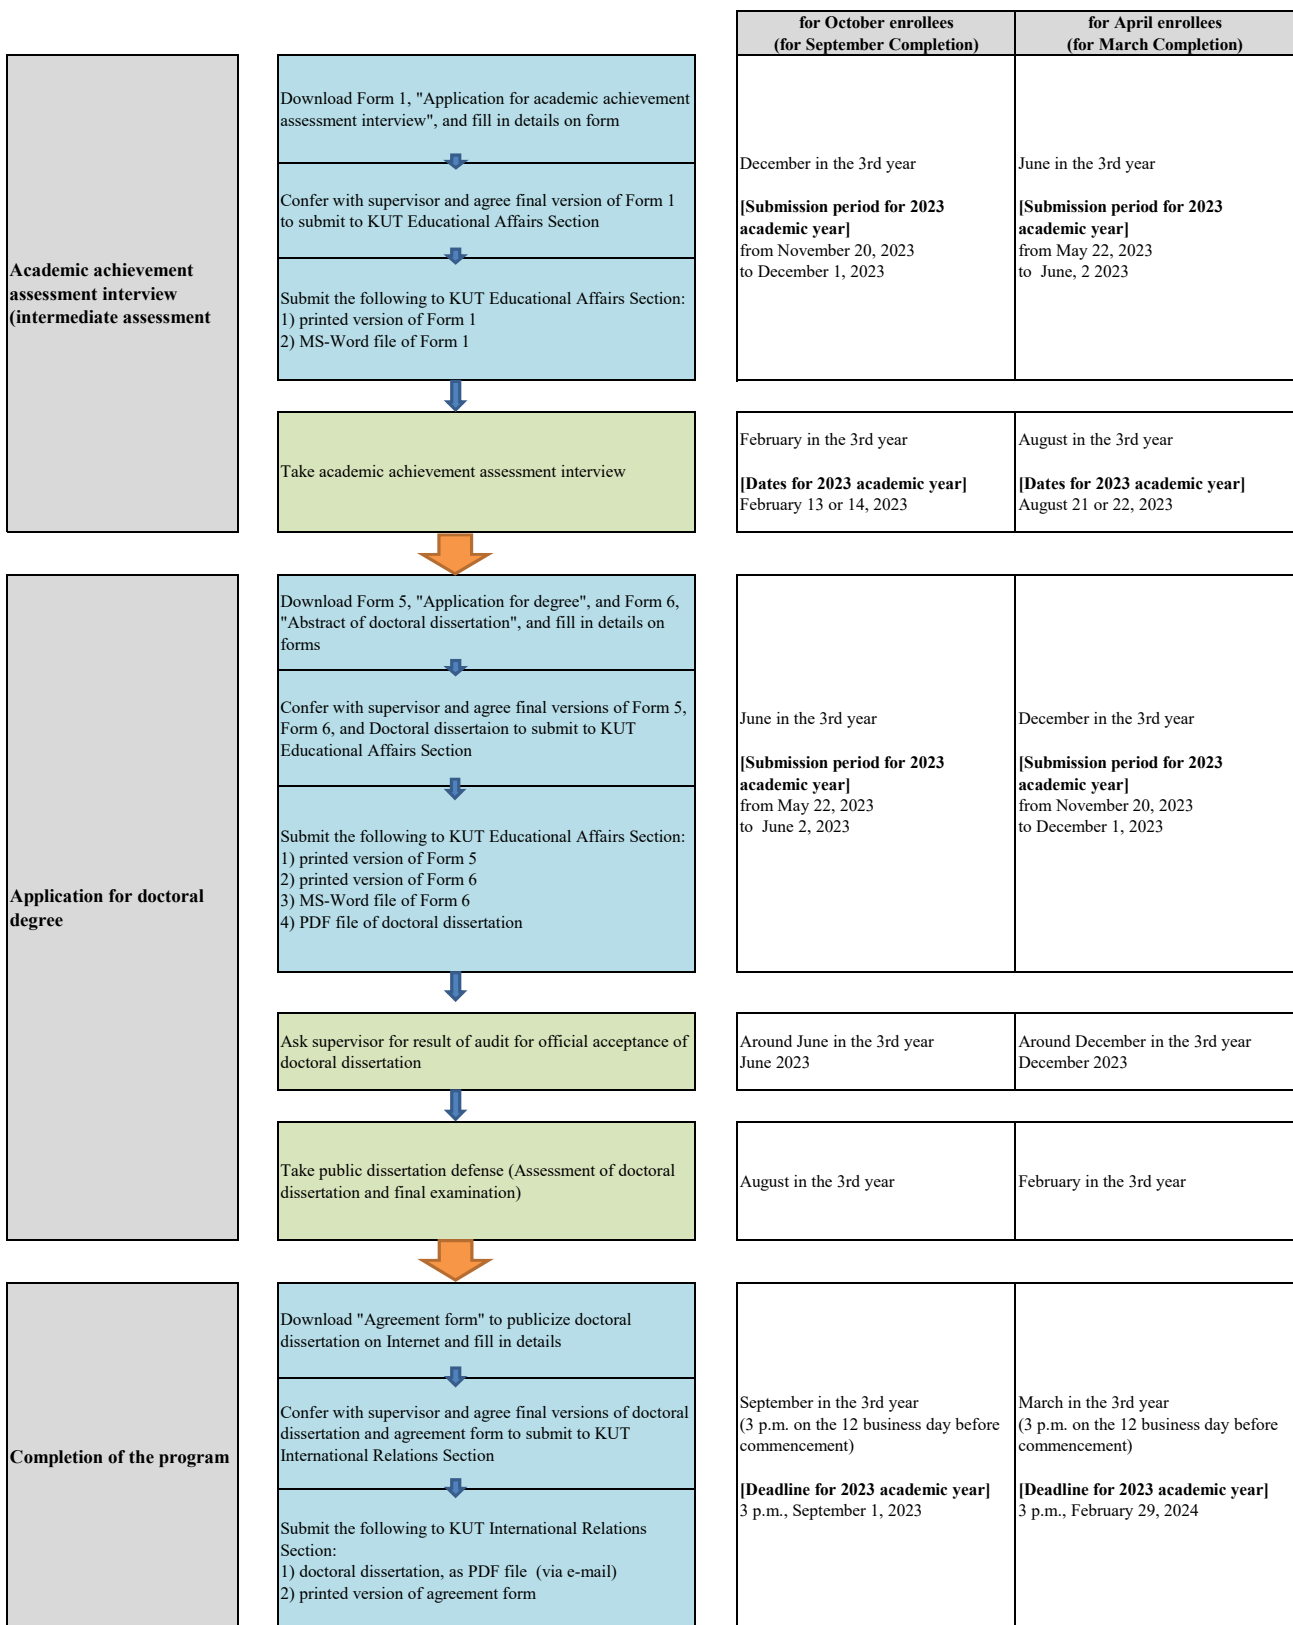 for October enrollees
(for September Completion)
for April enrollees
(for March Completion)
Academic achievement
assessment interview
(intermediate assessment
Download Form 1, "Application for academic achievement
assessment interview", and fill in details on form
Confer with supervisor and agree final version of Form 1
to submit to KUT Educational Affairs Section
Submit the following to KUT Educational Affairs Section:
1) printed version of Form 1
2) MS-Word file of Form 1
December in the 3rd year
[Submission period for 2023
academic year]
from November 20, 2023
to December 1, 2023
June in the 3rd year
[Submission period for 2023
academic year]
from May 22, 2023
to  June, 2 2023
Take academic achievement assessment interview
February in the 3rd year
[Dates for 2023 academic year]
February 13 or 14, 2023
August in the 3rd year
[Dates for 2023 academic year]
August 21 or 22, 2023
Application for doctoral
degree
Download Form 5, "Application for degree", and Form 6,
"Abstract of doctoral dissertation", and fill in details on
forms
Confer with supervisor and agree final versions of Form 5,
Form 6, and Doctoral dissertaion to submit to KUT
Educational Affairs Section
Submit the following to KUT Educational Affairs Section:
1) printed version of Form 5
2) printed version of Form 6
3) MS-Word file of Form 6
4) PDF file of doctoral dissertation
June in the 3rd year
[Submission period for 2023
academic year]
from May 22, 2023
to  June 2, 2023
December in the 3rd year
[Submission period for 2023
academic year]
from November 20, 2023
to December 1, 2023
Ask supervisor for result of audit for official acceptance of
doctoral dissertation
Around June in the 3rd year
June 2023
Around December in the 3rd year
December 2023
Take public dissertation defense (Assessment of doctoral
dissertation and final examination)
August in the 3rd year
February in the 3rd year
Completion of the program
Download "Agreement form" to publicize doctoral
dissertation on Internet and fill in details
Confer with supervisor and agree final versions of doctoral
dissertation and agreement form to submit to KUT
International Relations Section
Submit the following to KUT International Relations
Section:
1) doctoral dissertation, as PDF file  (via e-mail)
2) printed version of agreement form
September in the 3rd year
(3 p.m. on the 12 business day before
commencement)
[Deadline for 2023 academic year]
3 p.m., September 1, 2023
March in the 3rd year
(3 p.m. on the 12 business day before
commencement)
[Deadline for 2023 academic year]
3 p.m., February 29, 2024